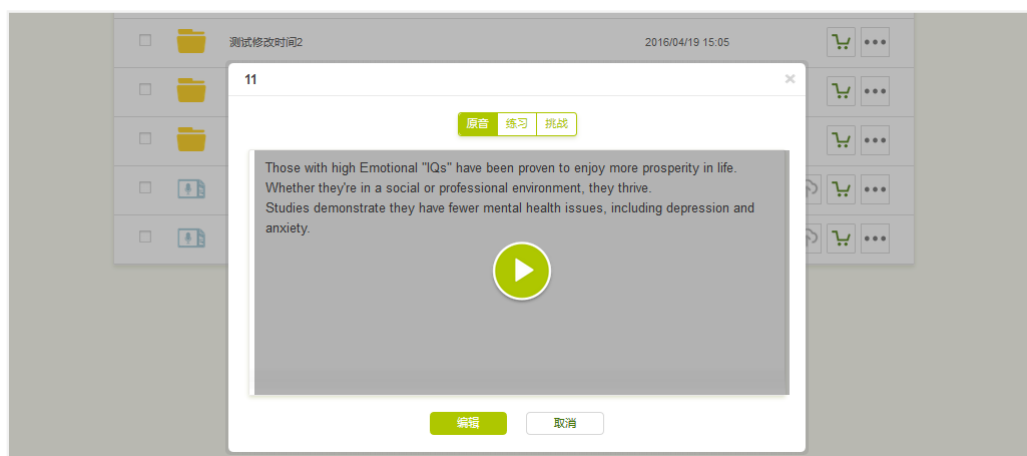 测试修改时间2 2016/04/19 15:05
11
原音 练习 挑战
Those with high Emotional "IQs" have been proven to enjoy more prosperity in life.
Whether they're in a social or professional environment, they thrive.
Studies demonstrate they have fewer mental health issues, including depression and
anxiety.
编辑 取消